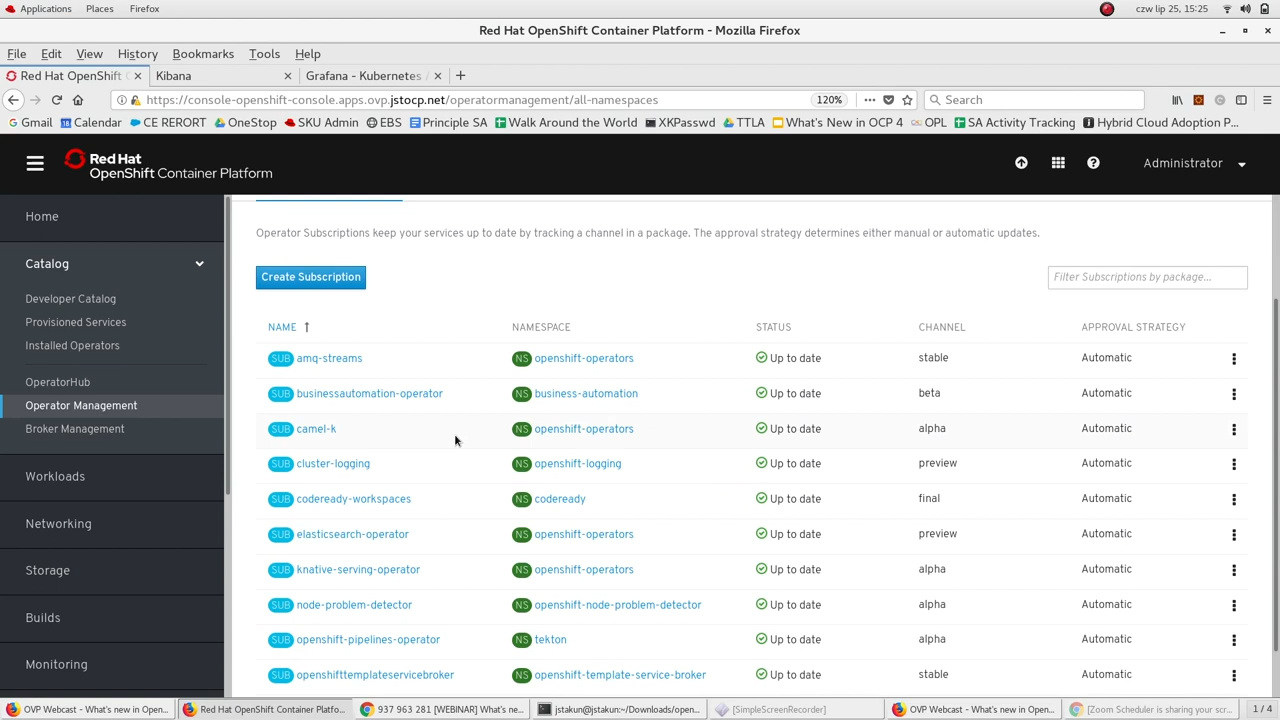 Applications Places Firefox czw lip 25, 15:25
Red Hat OpenShift Container Platform - Mozilla Firefox
File Edit View History Bookmarks Tools Help
Red Hat OpenShift C Kibana Grafana - Kubernetes /
https://console-openshift-console.apps.ovp.jstocp.net/operatormanagement/all-namespaces 120% Search
Gmail Calendar CE RERORT OneStop SKU Admin EBS Principle SA Walk Around the World XKPasswd TTLA What's New in OCP 4 OPL SA Activity Tracking Hybrid Cloud Adoption P...
Red Hat
OpenShift Container Platform
Administrator
Home
Catalog
Developer Catalog
Provisioned Services
Installed Operators
OperatorHub
Operator Management
Broker Management
Workloads
Networking
Storage
Builds
Monitoring
Operator Subscriptions keep your services up to date by tracking a channel in a package. The approval strategy determines either manual or automatic updates.
Create Subscription Filter Subscriptions by package...
NAME NAMESPACE STATUS CHANNEL APPROVAL STRATEGY
SUB amq-streams NS openshift-operators Up to date stable Automatic
SUB businessautomation-operator NS business-automation Up to date beta Automatic
SUB camel-k NS openshift-operators Up to date alpha Automatic
SUB cluster-logging NS openshift-logging Up to date preview Automatic
SUB codeready-workspaces NS codeready Up to date final Automatic
SUB elasticsearch-operator NS openshift-operators Up to date preview Automatic
SUB knative-serving-operator NS openshift-operators Up to date alpha Automatic
SUB node-problem-detector NS openshift-node-problem-detector Up to date alpha Automatic
SUB openshift-pipelines-operator NS tekton Up to date alpha Automatic
SUB openshifttemplateservicebroker NS openshift-template-service-broker Up to date stable Automatic
OVP Webcast - What's new in Open... Red Hat OpenShift Container Platfo... 937 963 281 [WEBINAR] What's ne... jstakun@jstakun:~/Downloads/open... [SimpleScreenRecorder] OVP Webcast - What's new in Open... [Zoom Scheduler is sharing your scr... 1 / 4